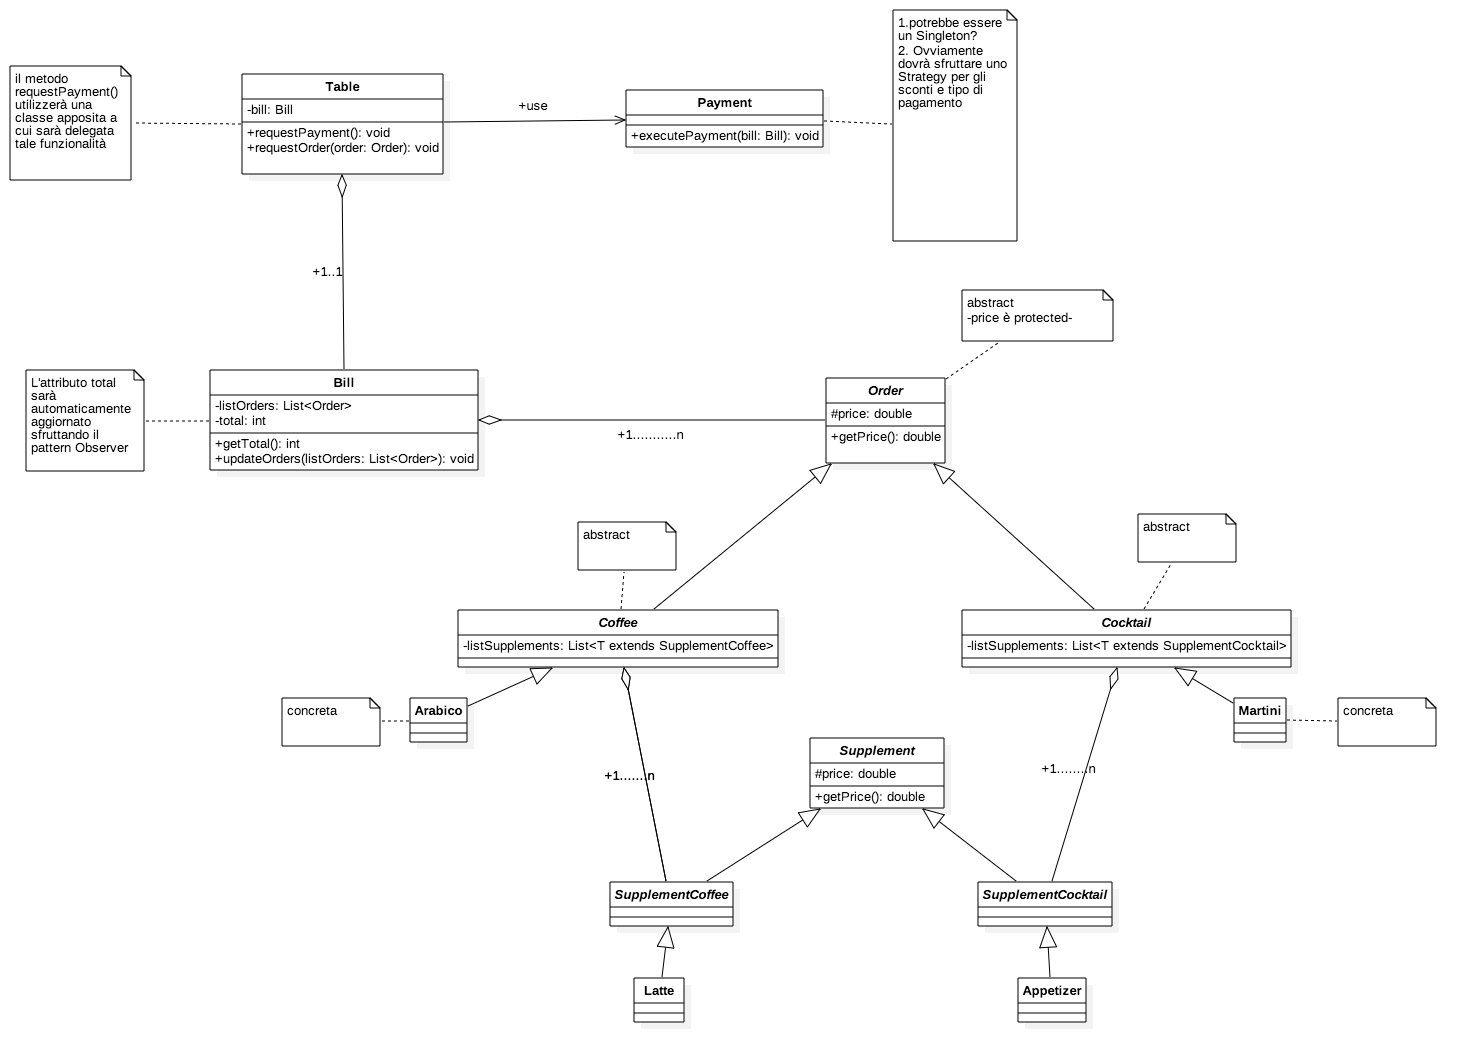 1.potrebbe essere
un Singleton?
2. Ovviamente
dovrà sfruttare uno
Strategy per gli
sconti e tipo di
pagamento
il metodo
requestPayment()
utilizzerà una
classe apposita a
cui sarà delegata
tale funzionalità
Table
-bill: Bill
+requestPayment(): void
+requestOrder(order: Order): void
+use
Payment
+executePayment(bill: Bill): void
+1..1
abstract
-price è protected-
L'attributo total
sarà
automaticamente
aggiornato
sfruttando il
pattern Observer
Bill
-listOrders: List<Order>
-total: int
+getTotal(): int
+updateOrders(listOrders: List<Order>): void
+1...........n
Order
#price: double
+getPrice(): double
abstract
abstract
Coffee
-listSupplements: List<T extends SupplementCoffee>
Cocktail
-listSupplements: List<T extends SupplementCocktail>
concreta
Arabico
Martini
concreta
Supplement
#price: double
+getPrice(): double
+1.......n
+1........n
SupplementCoffee
SupplementCocktail
Latte
Appetizer